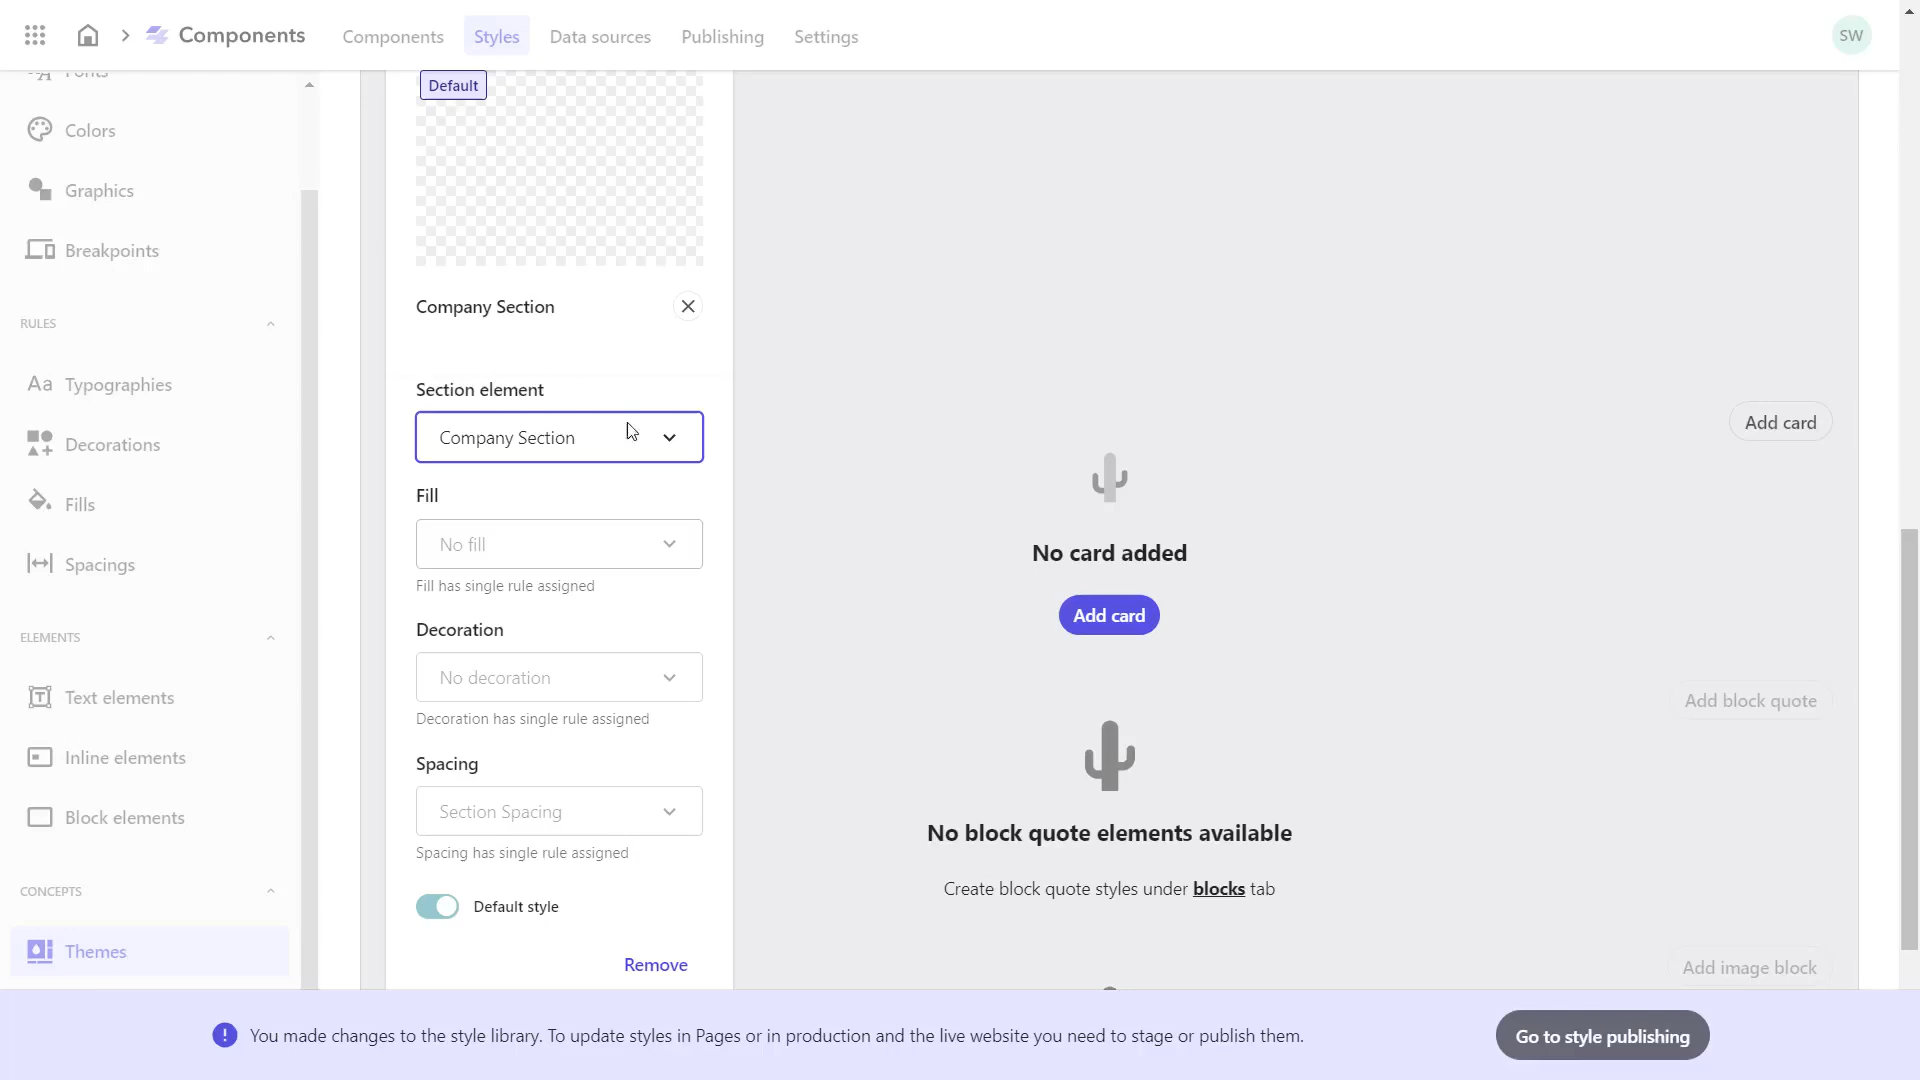 Components
Components
Styles
Data sources
Publishing
Settings
SW
Fonts
Colors
Graphics
Breakpoints
RULES
Aa Typographies
Decorations
Fills
Spacings
ELEMENTS
Text elements
Inline elements
Block elements
CONCEPTS
Themes
Default
Company Section
Section element
Company Section
Fill
No fill
Fill has single rule assigned
Decoration
No decoration
Decoration has single rule assigned
Spacing
Section Spacing
Spacing has single rule assigned
Default style
Remove
Add card
No card added
Add card
Add block quote
No block quote elements available
Create block quote styles under blocks tab
Add image block
You made changes to the style library. To update styles in Pages or in production and the live website you need to stage or publish them.
Go to style publishing